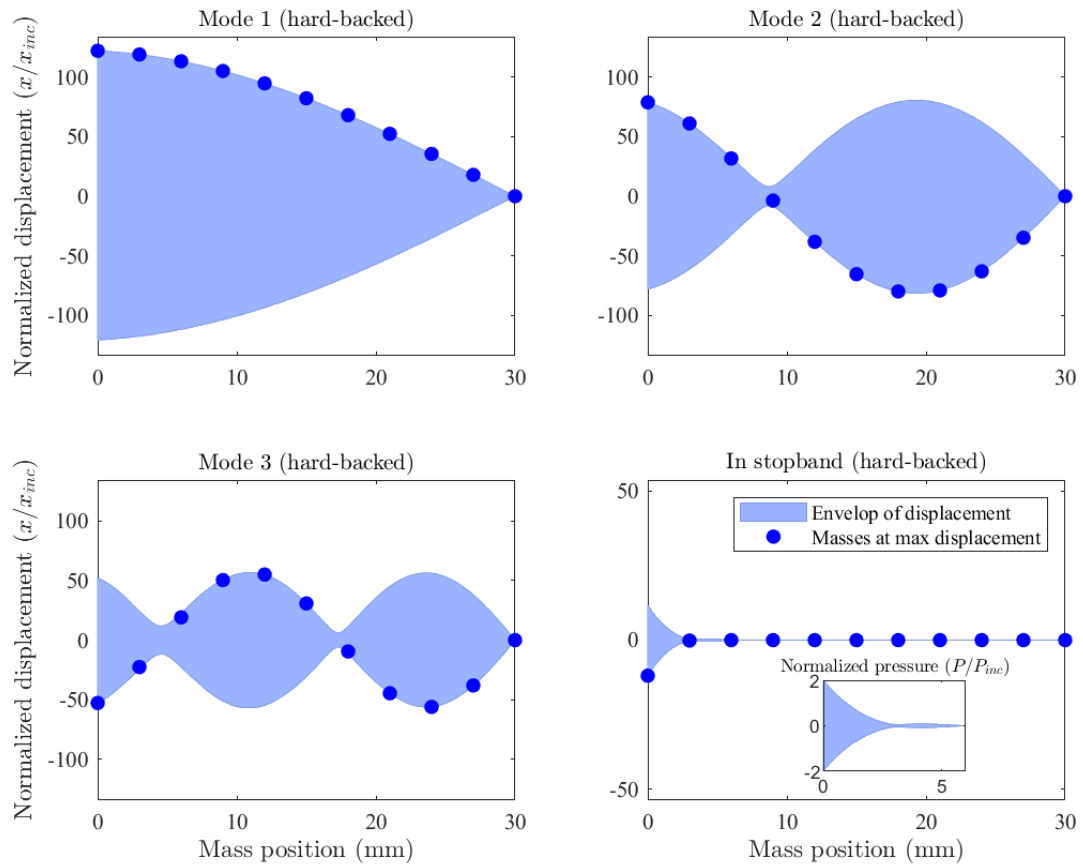 Mode 1 (hard-backed)
Normalized displacement (x/x_inc)
100
50
0
-50
-100
0 10 20 30
Mode 2 (hard-backed)
100
50
0
-50
-100
0 10 20 30
Mode 3 (hard-backed)
Normalized displacement (x/x_inc)
100
50
0
-50
-100
0 10 20 30
Mass position (mm)
In stopband (hard-backed)
50
0
-50
Envelop of displacement
Masses at max displacement
Normalized pressure (P/P_inc)
2
0
-2
0 5
0 10 20 30
Mass position (mm)